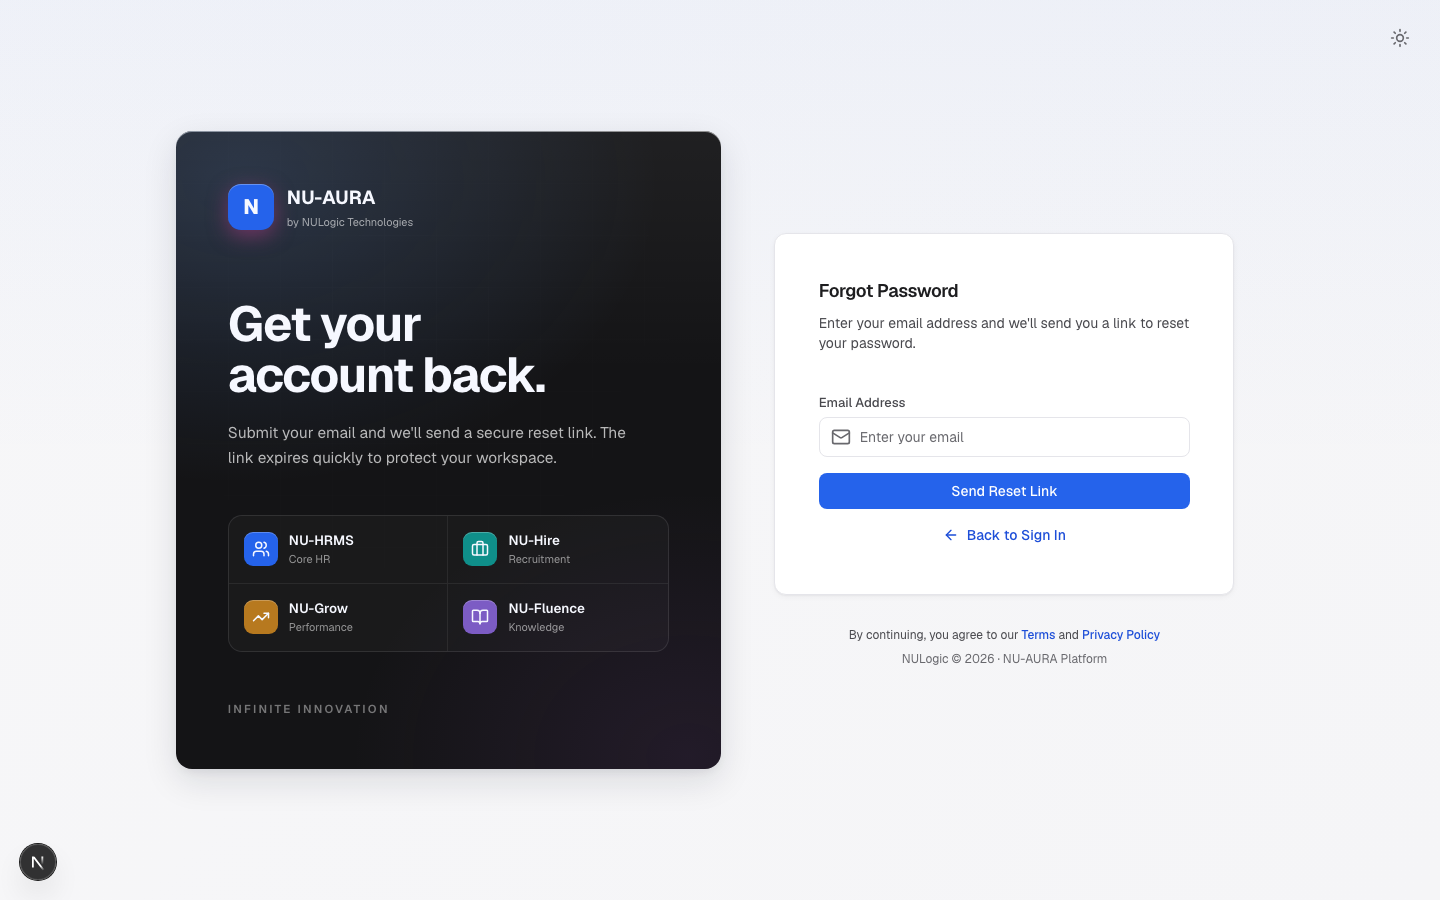 N
NU-AURA
by NULogic Technologies
Get your
account back.
Submit your email and we'll send a secure reset link. The
link expires quickly to protect your workspace.
NU-HRMS
Core HR
NU-Hire
Recruitment
NU-Grow
Performance
NU-Fluence
Knowledge
INFINITE INNOVATION
Forgot Password
Enter your email address and we'll send you a link to reset
your password.
Email Address
Enter your email
Send Reset Link
Back to Sign In
By continuing, you agree to our Terms and Privacy Policy
NULogic © 2026 · NU-AURA Platform
N